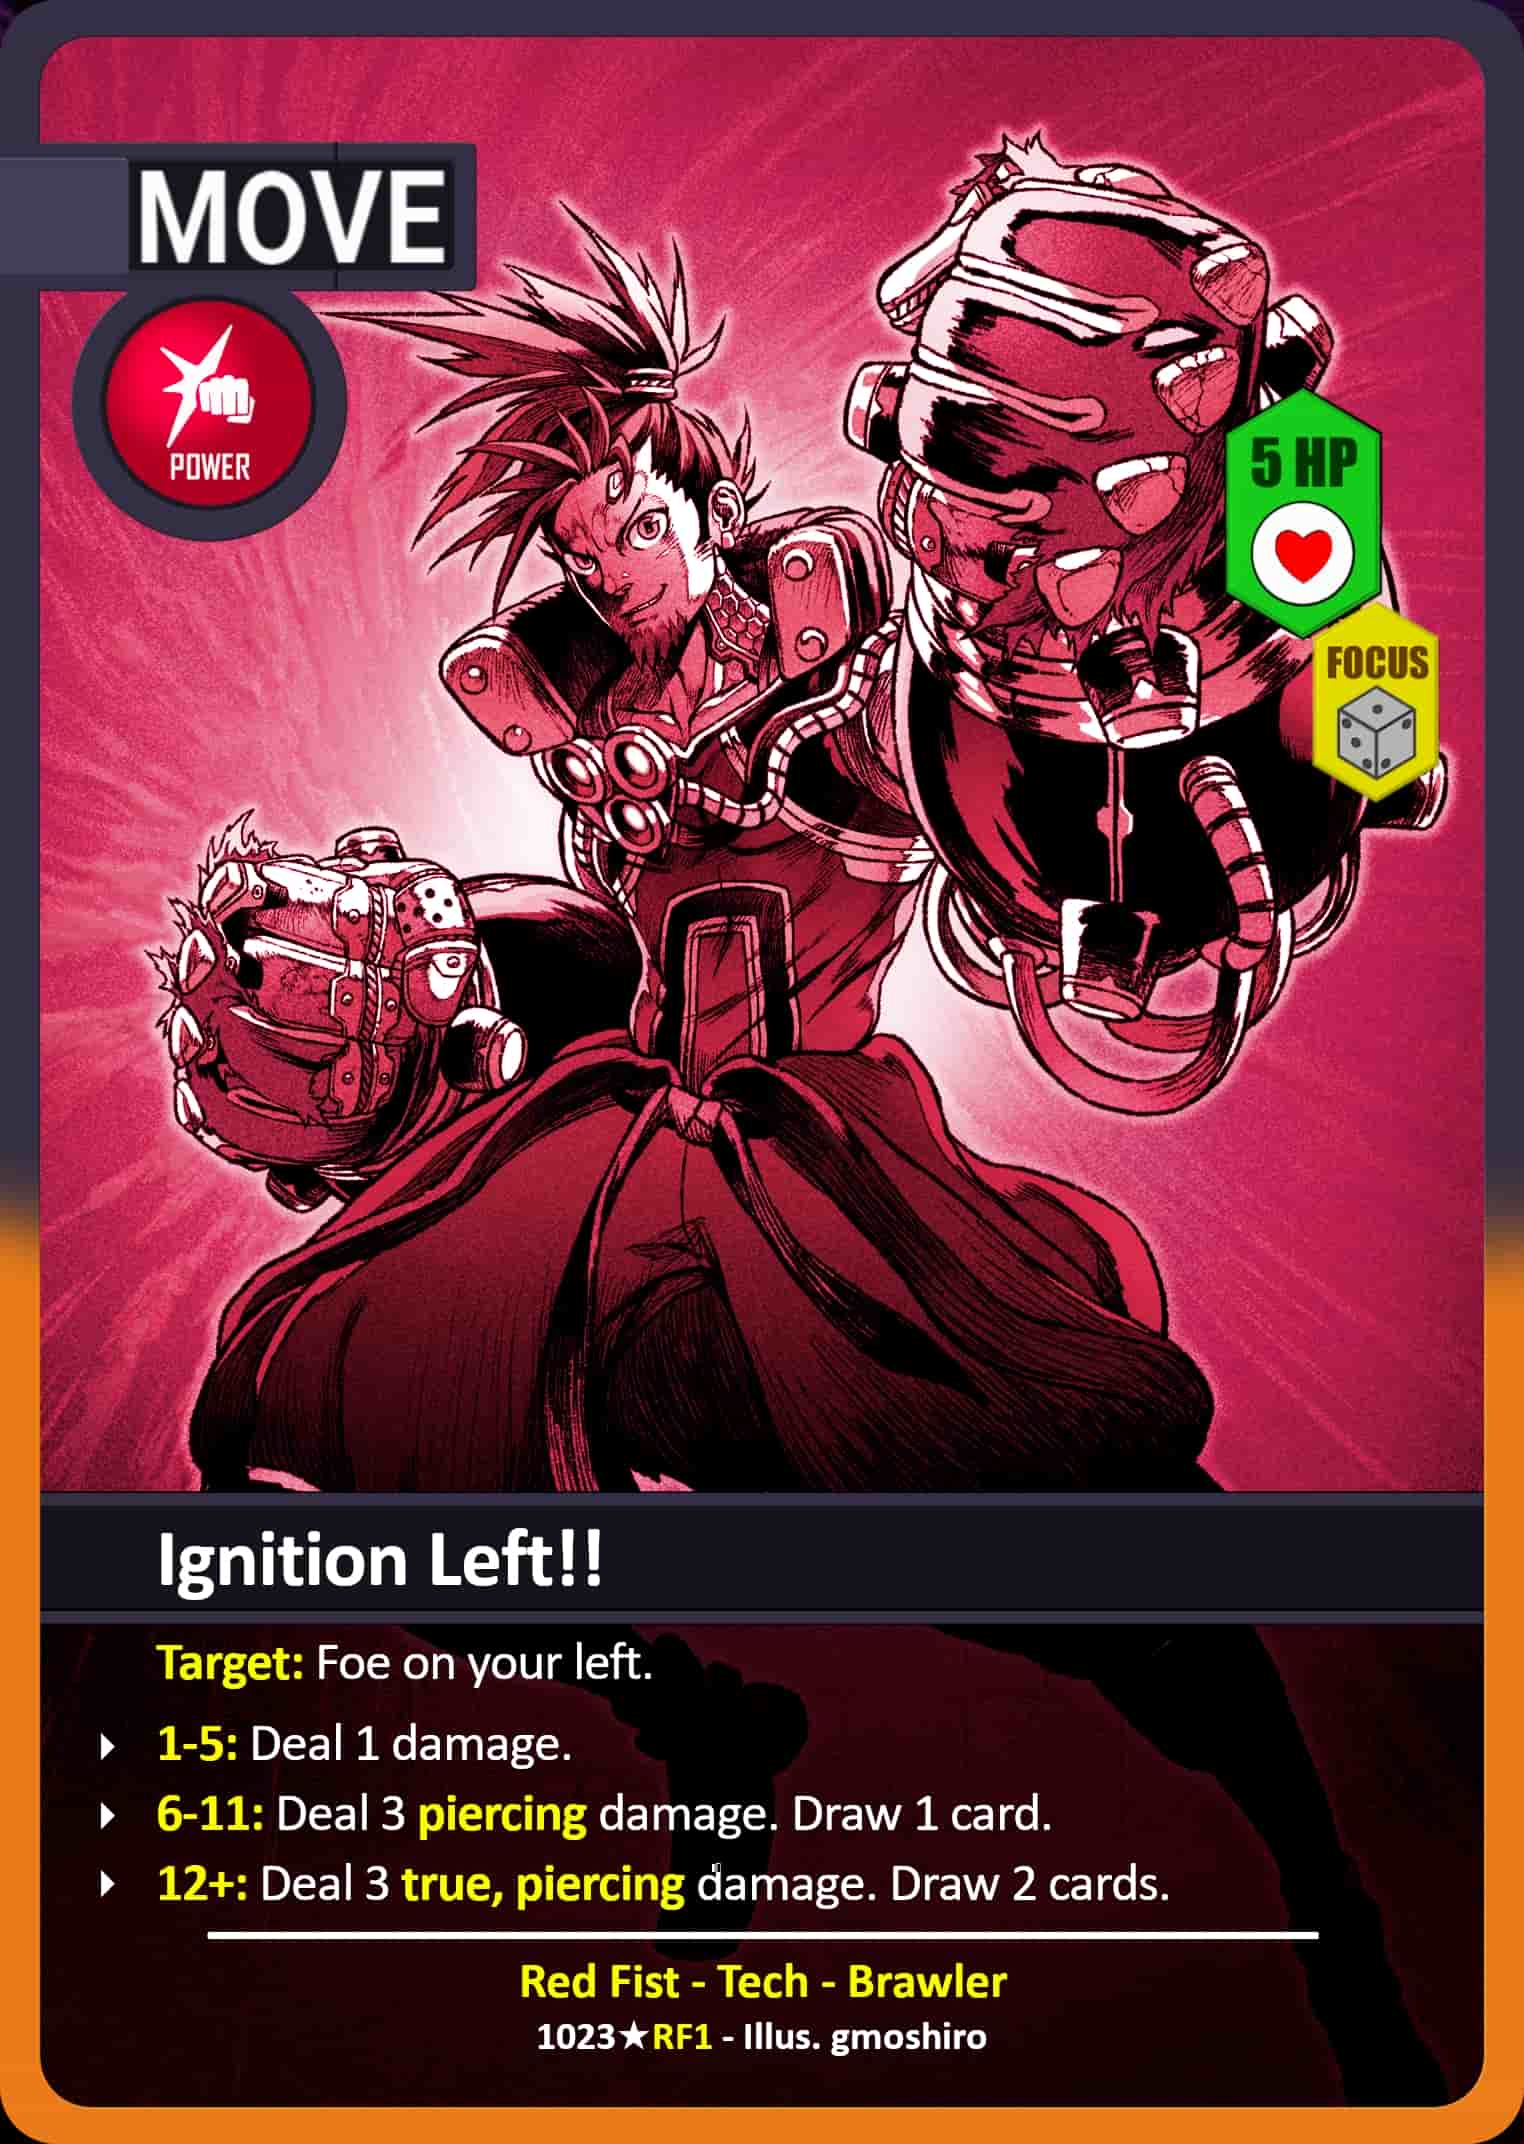 MOVE
POWER
5 HP
FOCUS
Ignition Left!!
Target: Foe on your left.
1-5: Deal 1 damage.
6-11: Deal 3 piercing damage. Draw 1 card.
12+: Deal 3 true, piercing damage. Draw 2 cards.
Red Fist - Tech - Brawler
1023★RF1 - Illus. gmoshiro